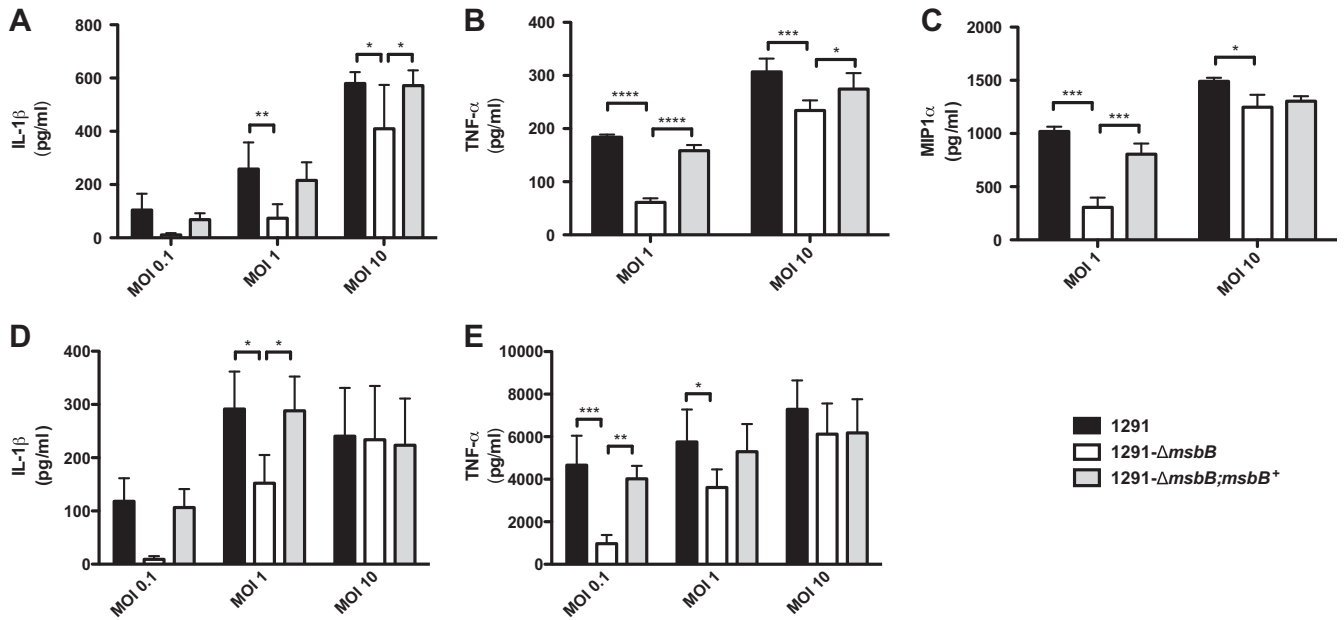 A
IL-1β
(pg/ml)
800
600
400
200
0
*
*
**
MOI 0.1
MOI 1
MOI 10
B
TNF-α
(pg/ml)
400
300
200
100
0
****
****
***
*
MOI 1
MOI 10
C
MIP1α
(pg/ml)
2000
1500
1000
500
0
***
***
*
MOI 1
MOI 10
D
IL-1β
(pg/ml)
400
300
200
100
0
*
*
MOI 0.1
MOI 1
MOI 10
E
TNF-α
(pg/ml)
10000
8000
6000
4000
2000
0
***
**
*
MOI 0.1
MOI 1
MOI 10
1291
1291-ΔmsbB
1291-ΔmsbB;msbB⁺